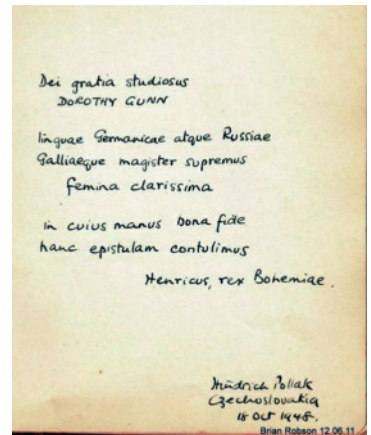 Dei gratia studiosus
DOROTHY GUNN
linguae Germanicae atque Russiae
Galliaeque magister supremus
femina clarissima
in cuius manus bona fide
hanc epistulam contulimus
Henricus, rex Bohemiae.
Poliak
Czechoslovakia
18 Oct 1948.
Brian Robson 12.06.11